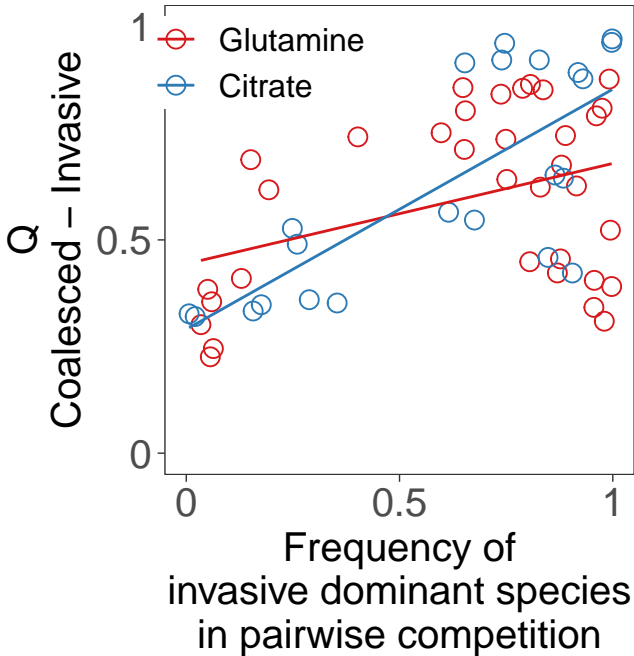 Q
Coalesced – Invasive
1
0.5
0
Glutamine
Citrate
0
0.5
1
Frequency of
invasive dominant species
in pairwise competition